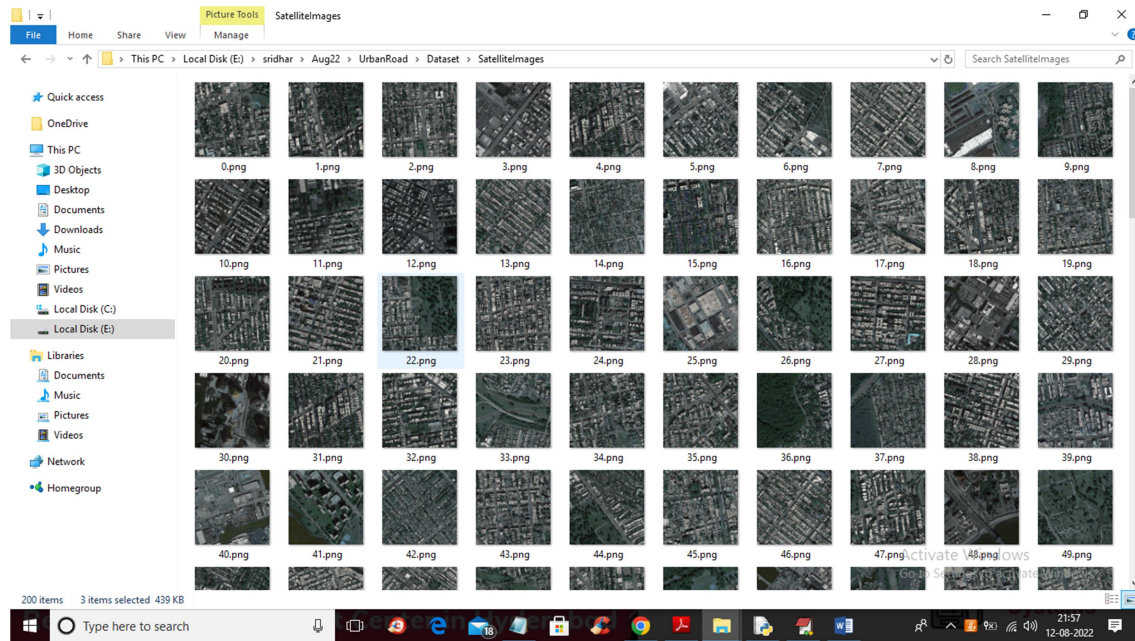 Picture Tools
SatelliteImages
File
Home
Share
View
Manage
This PC
Local Disk (E:)
sridhar
Aug22
UrbanRoad
Dataset
SatelliteImages
Search SatelliteImages
Quick access
OneDrive
This PC
3D Objects
Desktop
Documents
Downloads
Music
Pictures
Videos
Local Disk (C:)
Local Disk (E:)
Libraries
Documents
Music
Pictures
Videos
Network
Homegroup
0.png
1.png
2.png
3.png
4.png
5.png
6.png
7.png
8.png
9.png
10.png
11.png
12.png
13.png
14.png
15.png
16.png
17.png
18.png
19.png
20.png
21.png
22.png
23.png
24.png
25.png
26.png
27.png
28.png
29.png
30.png
31.png
32.png
33.png
34.png
35.png
36.png
37.png
38.png
39.png
40.png
41.png
42.png
43.png
44.png
45.png
46.png
47.png
48.png
49.png
Activate Windows
Go to Settings to activate Windows.
200 items
3 items selected 439 KB
Type here to search
18
21:57
12-08-2022